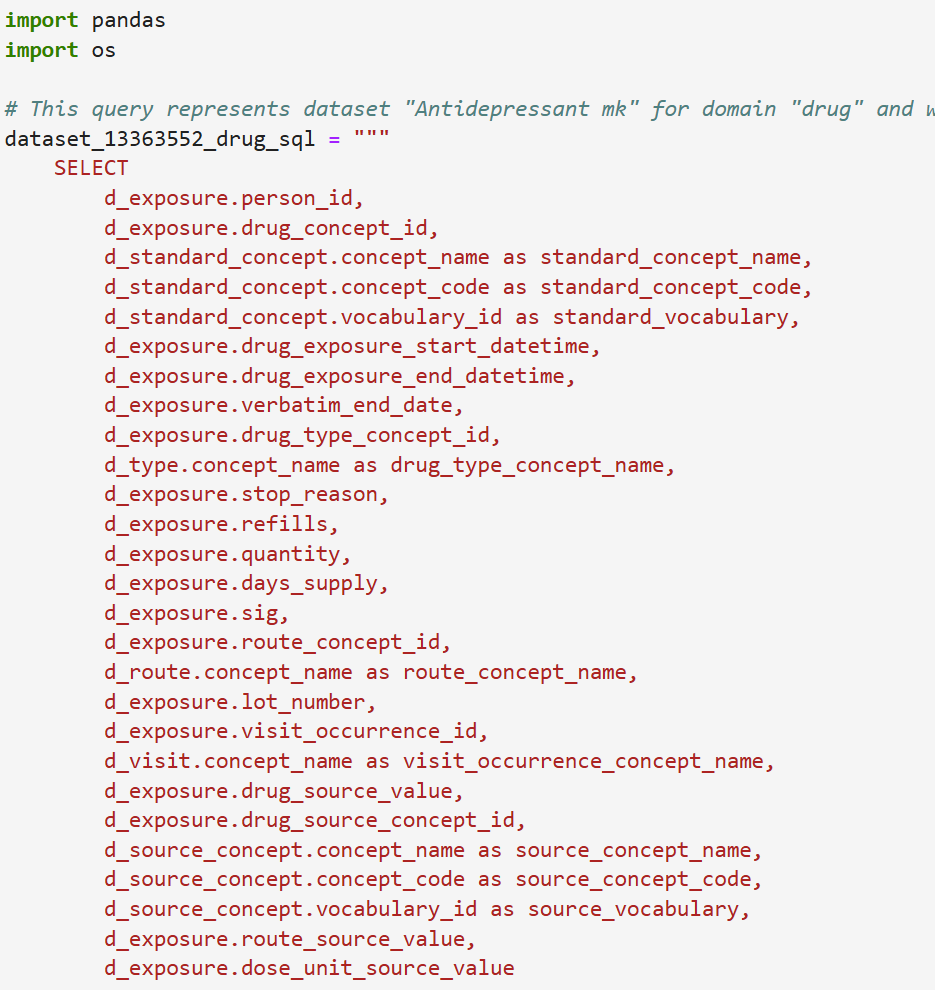 import pandas
import os
# This query represents dataset "Antidepressant mk" for domain "drug" and
dataset_13363552_drug_sql = """
SELECT
d_exposure.person_id,
d_exposure.drug_concept_id,
d_standard_concept.concept_name as standard_concept_name,
d_standard_concept.concept_code as standard_concept_code,
d_standard_concept.vocabulary_id as standard_vocabulary,
d_exposure.drug_exposure_start_datetime,
d_exposure.drug_exposure_end_datetime,
d_exposure.verbatim_end_date,
d_exposure.drug_type_concept_id,
d_type.concept_name as drug_type_concept_name,
d_exposure.stop_reason,
d_exposure.refills,
d_exposure.quantity,
d_exposure.days_supply,
d_exposure.sig,
d_exposure.route_concept_id,
d_route.concept_name as route_concept_name,
d_exposure.lot_number,
d_exposure.visit_occurrence_id,
d_visit.concept_name as visit_occurrence_concept_name,
d_exposure.drug_source_value,
d_exposure.drug_source_concept_id,
d_source_concept.concept_name as source_concept_name,
d_source_concept.concept_code as source_concept_code,
d_source_concept.vocabulary_id as source_vocabulary,
d_exposure.route_source_value,
d_exposure.dose_unit_source_value